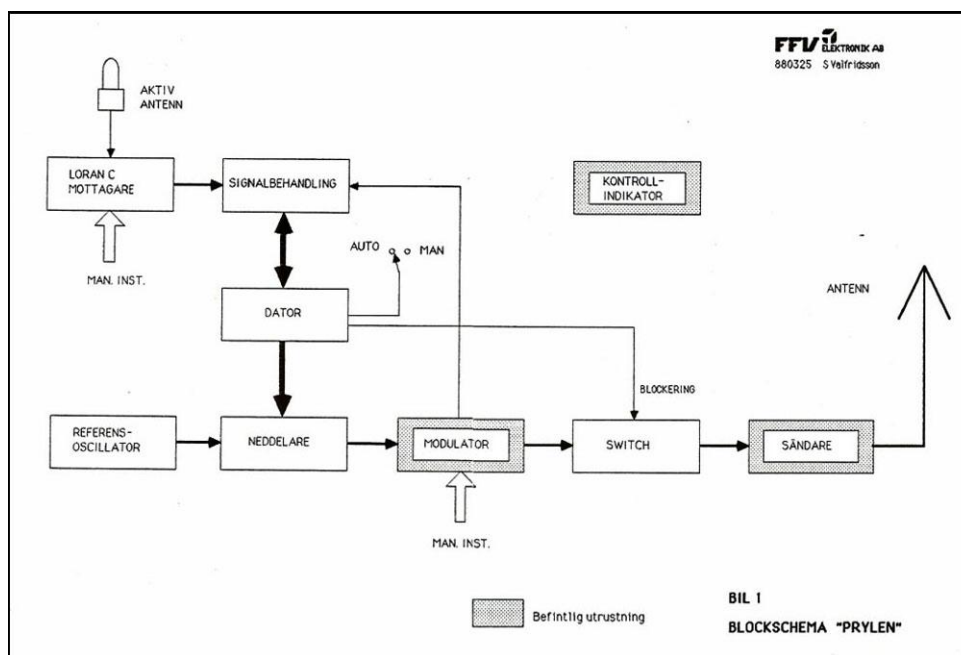 FFV ELEKTRONIK AB
880325 S Valfridsson
AKTIV
ANTENN
LORAN C
MOTTAGARE
SIGNALBEHANDLING
KONTROLL-
INDIKATOR
AUTO
MAN
MAN. INST.
DATOR
ANTENN
BLOCKERING
REFERENS-
OSCILLATOR
NEDDELARE
MODULATOR
SWITCH
SÄNDARE
MAN. INST.
Befintlig utrustning
BIL 1
BLOCKSCHEMA "PRYLEN"